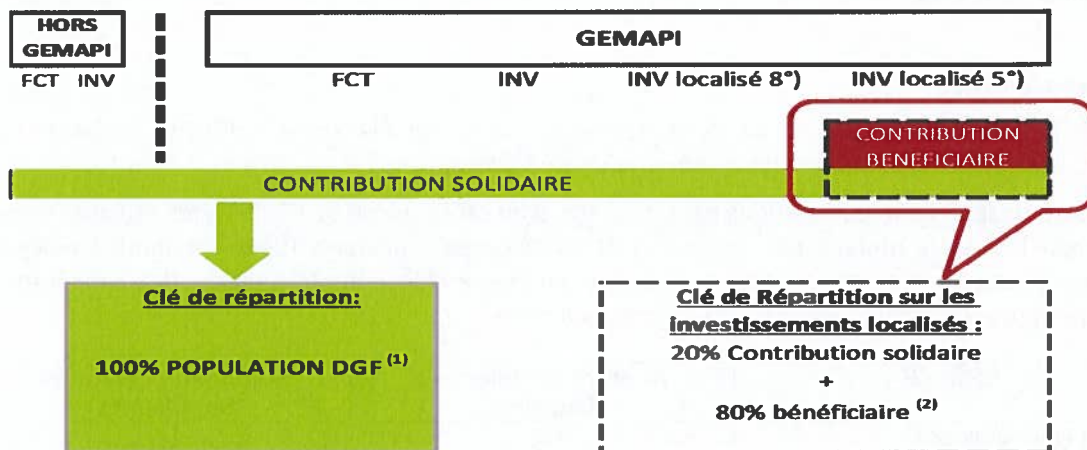 HORS
GEMAPI
GEMAPI
FCT INV
FCT INV INV localisé 8°) INV localisé 5°)
CONTRIBUTION
BENEFICIAIRE
CONTRIBUTION SOLIDAIRE
Clé de répartition:
100% POPULATION DGF (1)
Clé de Répartition sur les
investissements localisés :
20% Contribution solidaire
+
80% bénéficiaire (2)